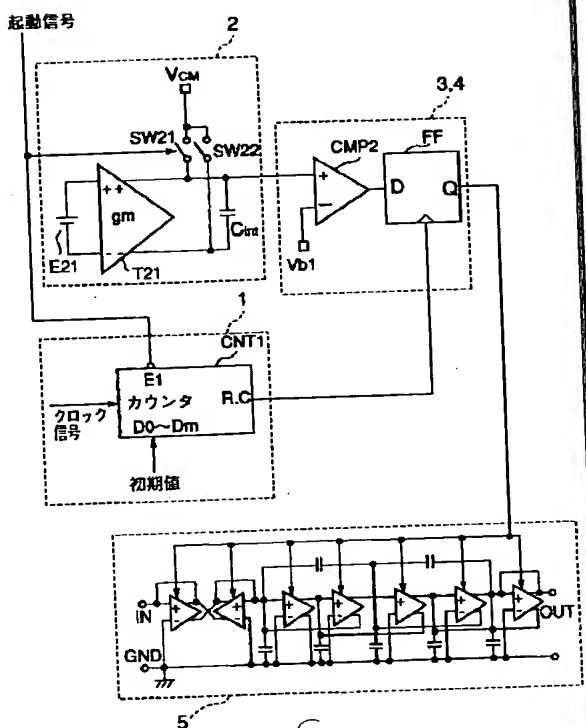 起動信号
2
VCM
SW21
SW22
gm
Cint
E21
T21
3,4
CMP2
FF
D
Q
Vb1
1
CNT1
E1
カウンタ
R.C
D0～Dm
クロック
信号
初期値
IN
GND
OUT
5